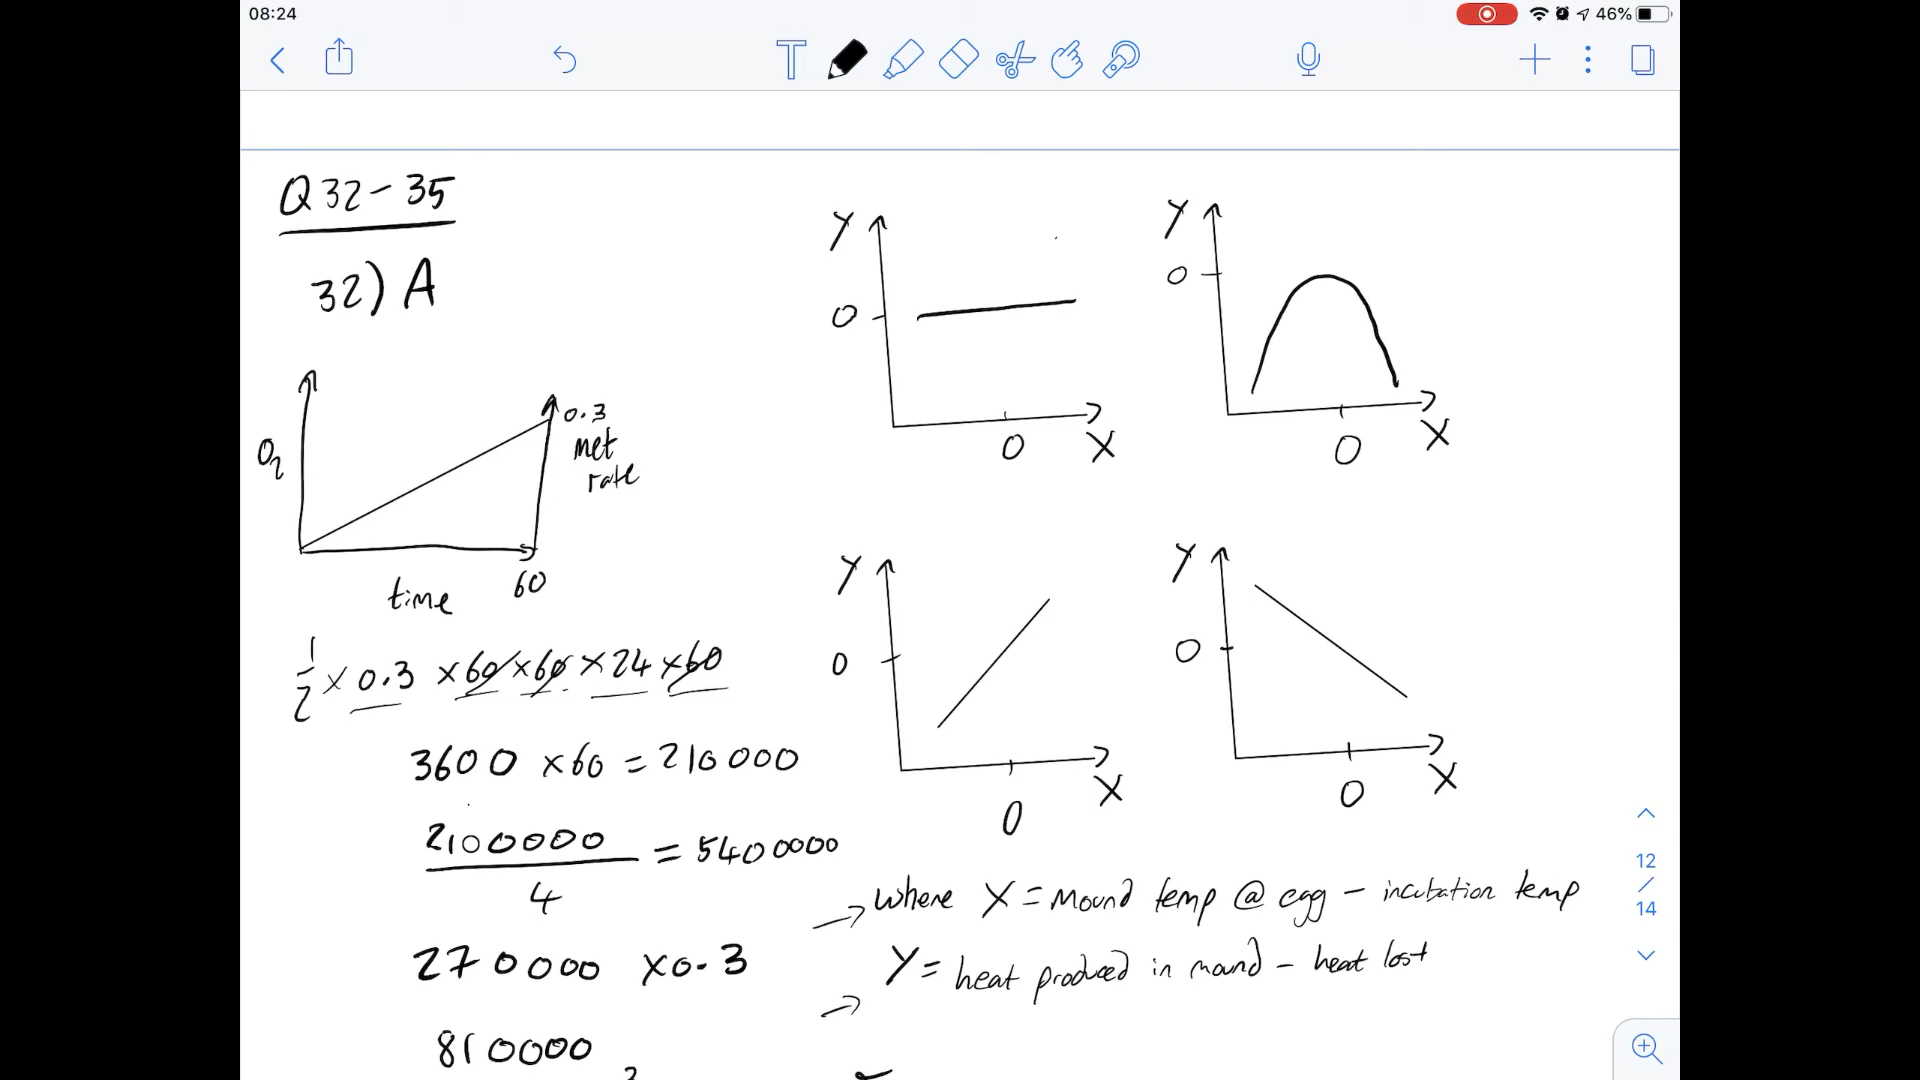 08:24
46%
T
Q32-35
32) A
O2
0.3
met
rate
time
60
1/2 × 0.3 × 60 × 60 × 24 × 60
3600 × 60 = 210000
2100000
4
= 5400000
270000 × 0.3
810000
Y
0
0
X
Y
0
0
X
Y
0
0
X
Y
0
0
X
→ where X = Mound temp @ egg - incubation temp
Y = heat produced in mound - heat lost
→
12
/
14